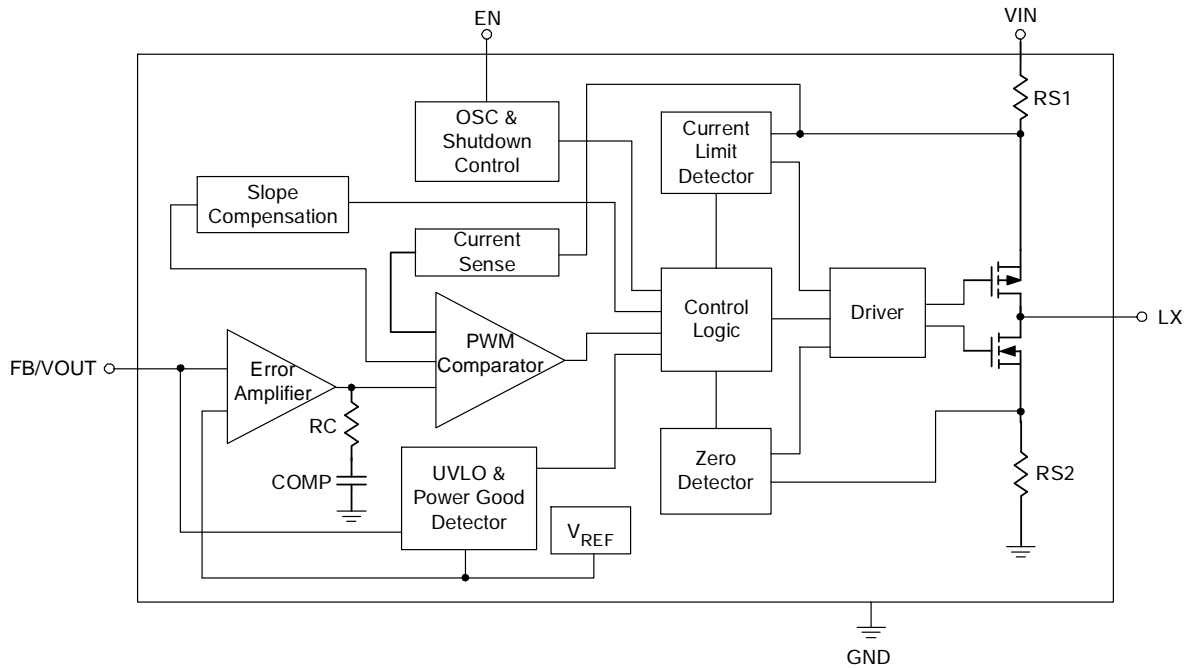 EN
VIN
RS1
OSC &
Shutdown
Control
Current
Limit
Detector
Slope
Compensation
Current
Sense
Control
Logic
Driver
LX
PWM
Comparator
FB/VOUT
Error
Amplifier
RC
COMP
UVLO &
Power Good
Detector
VREF
Zero
Detector
RS2
GND